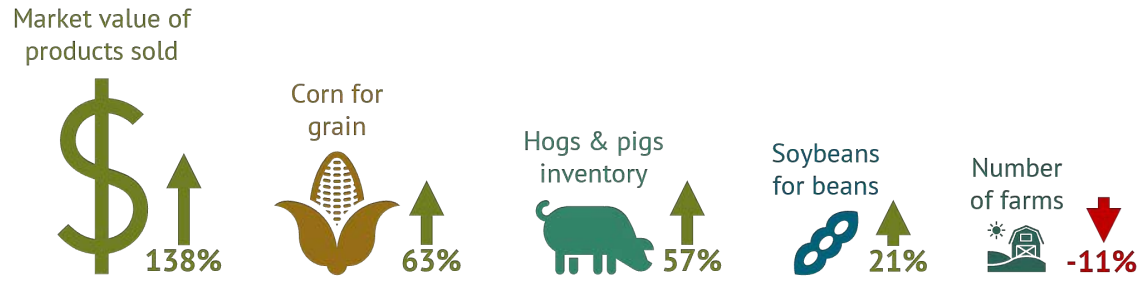 Market value of
products sold
138%
Corn for
grain
63%
Hogs & pigs
inventory
57%
Soybeans
for beans
21%
Number
of farms
-11%